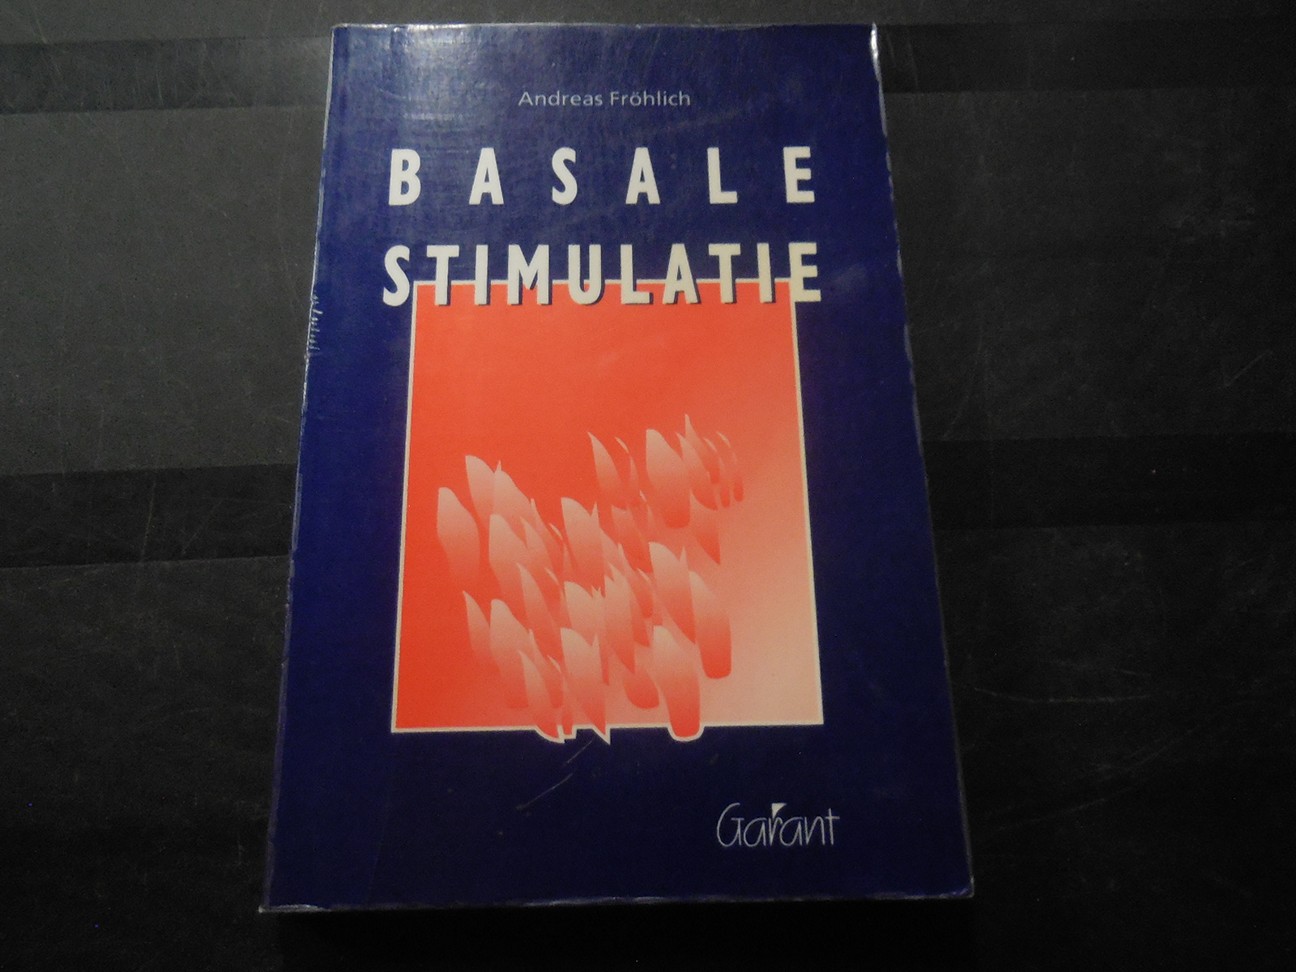 Andreas Fröhlich
BASALE
STIMULATIE
Garant